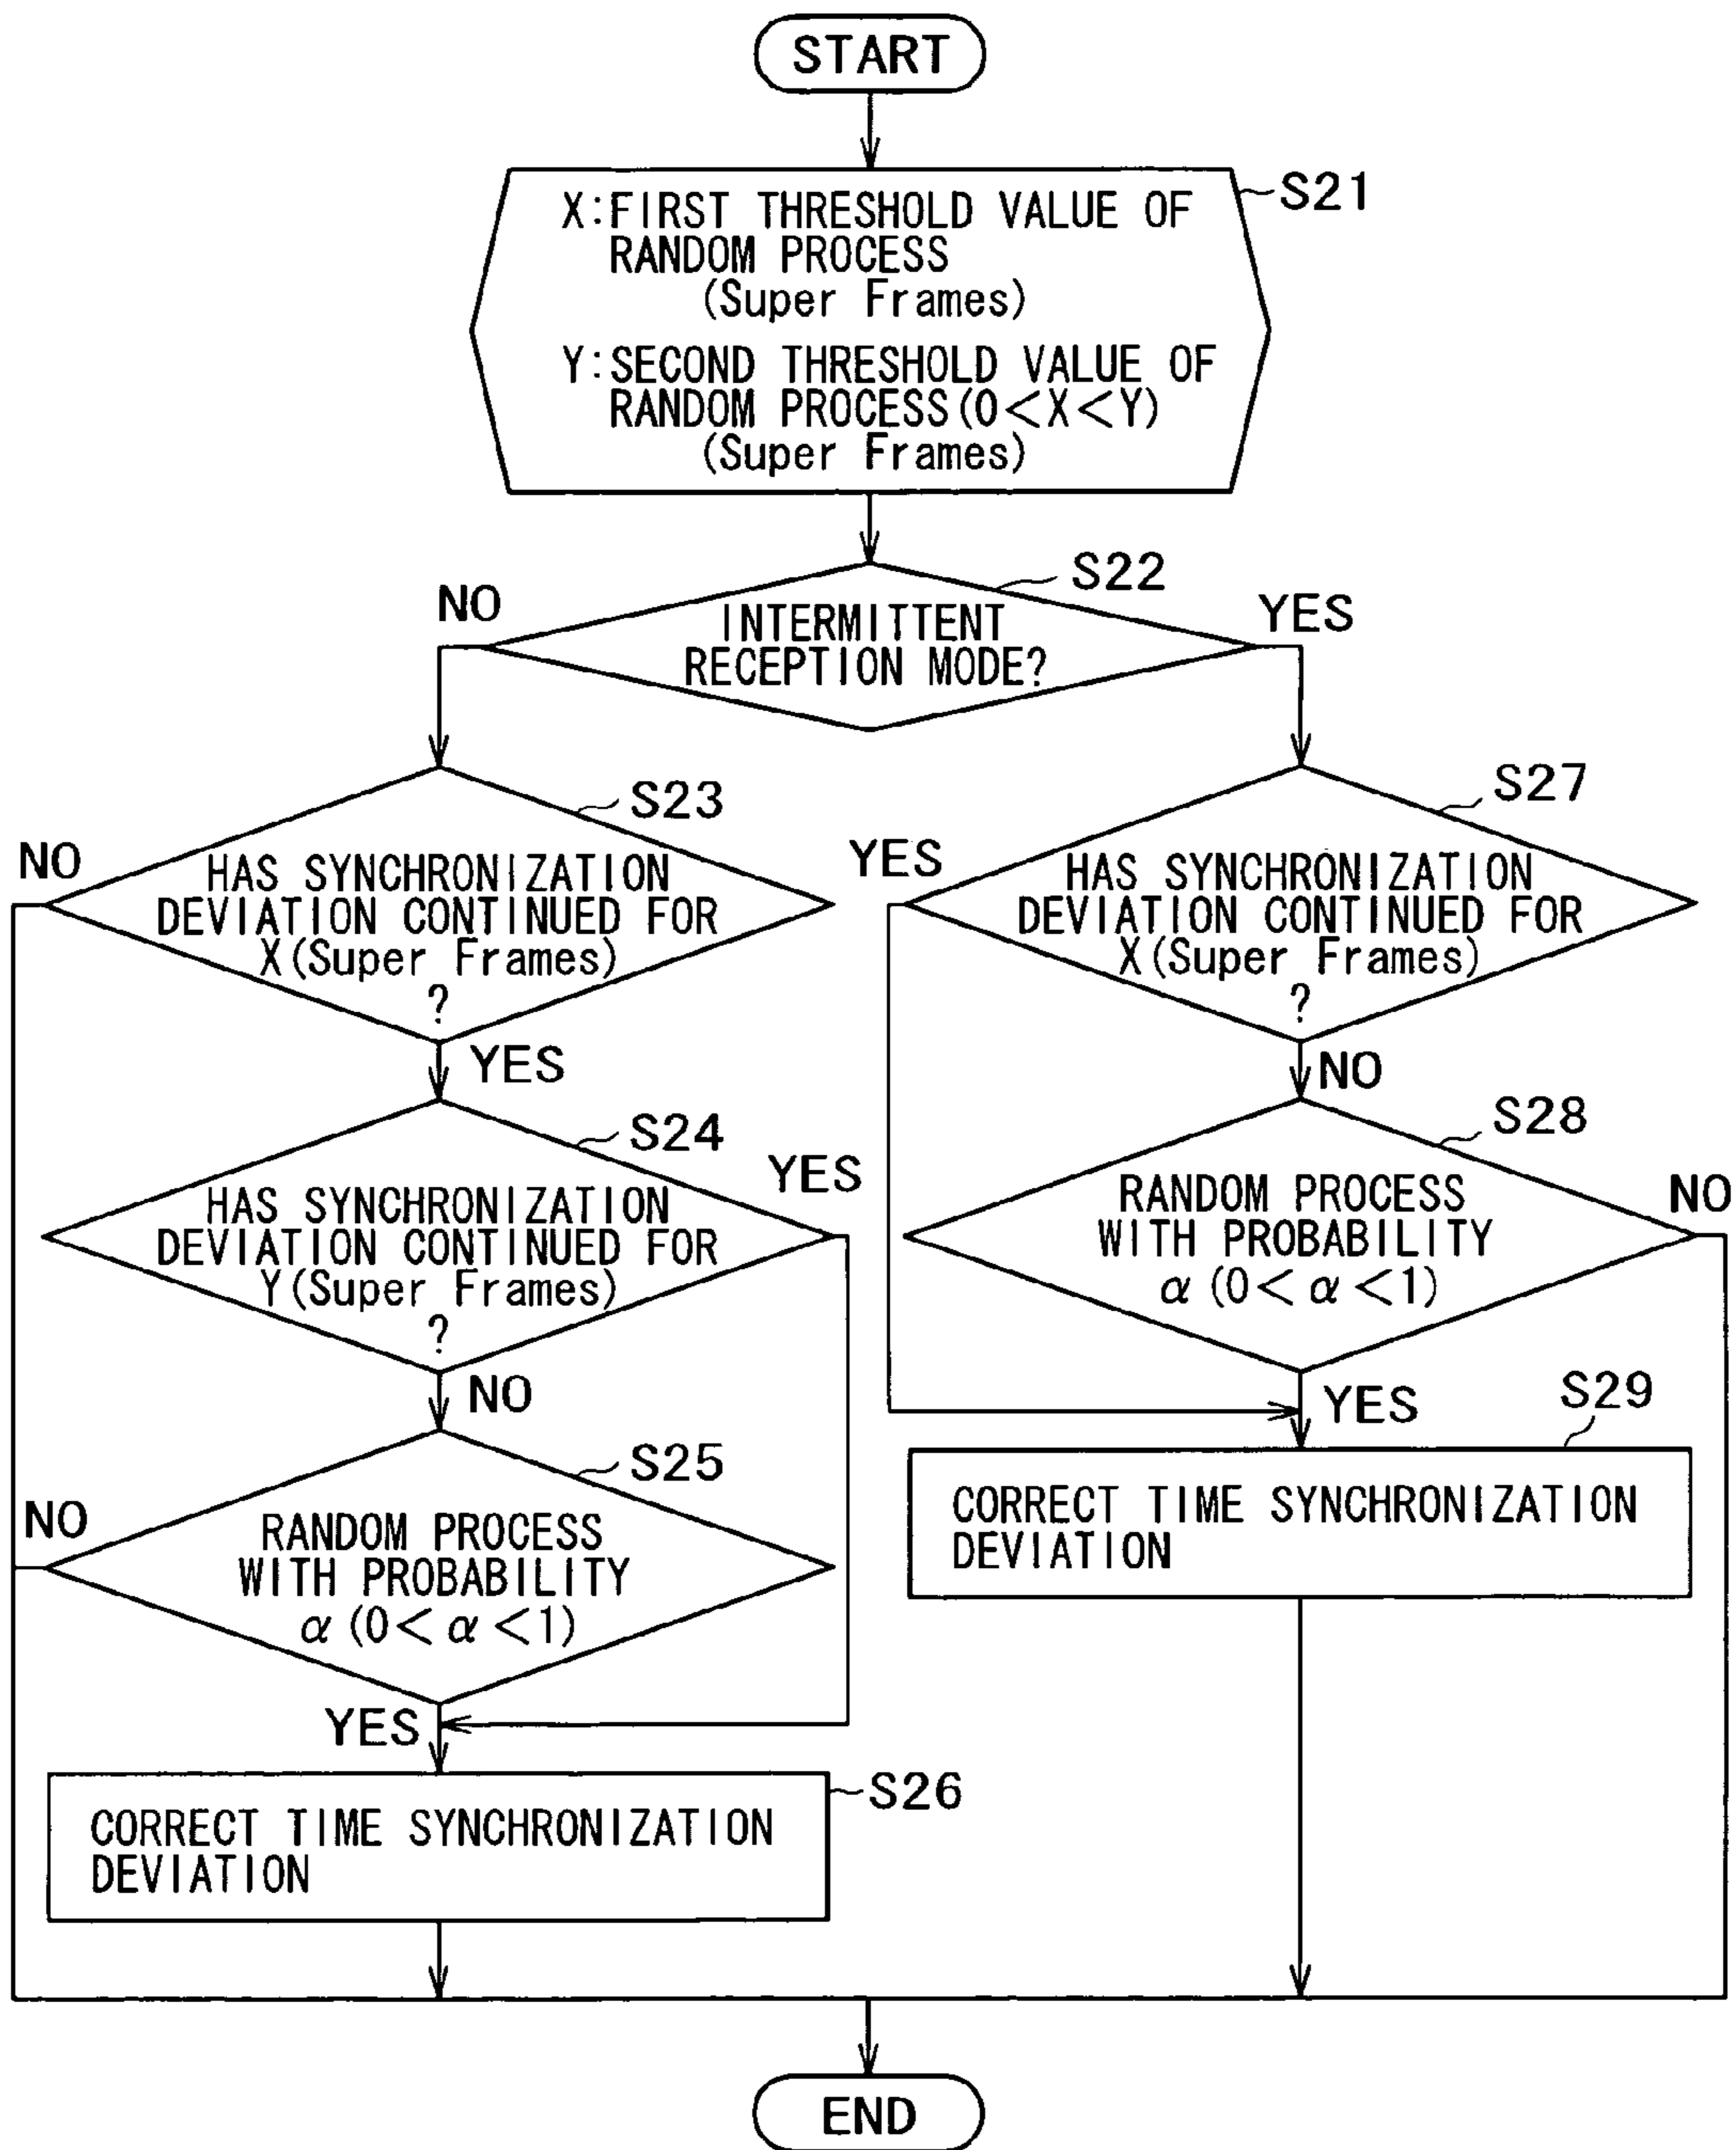 START
S21
X:FIRST THRESHOLD VALUE OF
RANDOM PROCESS
(Super Frames)
Y:SECOND THRESHOLD VALUE OF
RANDOM PROCESS(0<X<Y)
(Super Frames)
S22
NO
YES
INTERMITTENT
RECEPTION MODE?
S23
NO
HAS SYNCHRONIZATION
DEVIATION CONTINUED FOR
X(Super Frames)
?
YES
S27
YES
HAS SYNCHRONIZATION
DEVIATION CONTINUED FOR
X(Super Frames)
?
NO
S24
YES
HAS SYNCHRONIZATION
DEVIATION CONTINUED FOR
Y(Super Frames)
?
NO
S28
NO
RANDOM PROCESS
WITH PROBABILITY
α (0< α <1)
YES
S25
NO
RANDOM PROCESS
WITH PROBABILITY
α (0< α <1)
YES
S29
CORRECT TIME SYNCHRONIZATION
DEVIATION
S26
CORRECT TIME SYNCHRONIZATION
DEVIATION
END